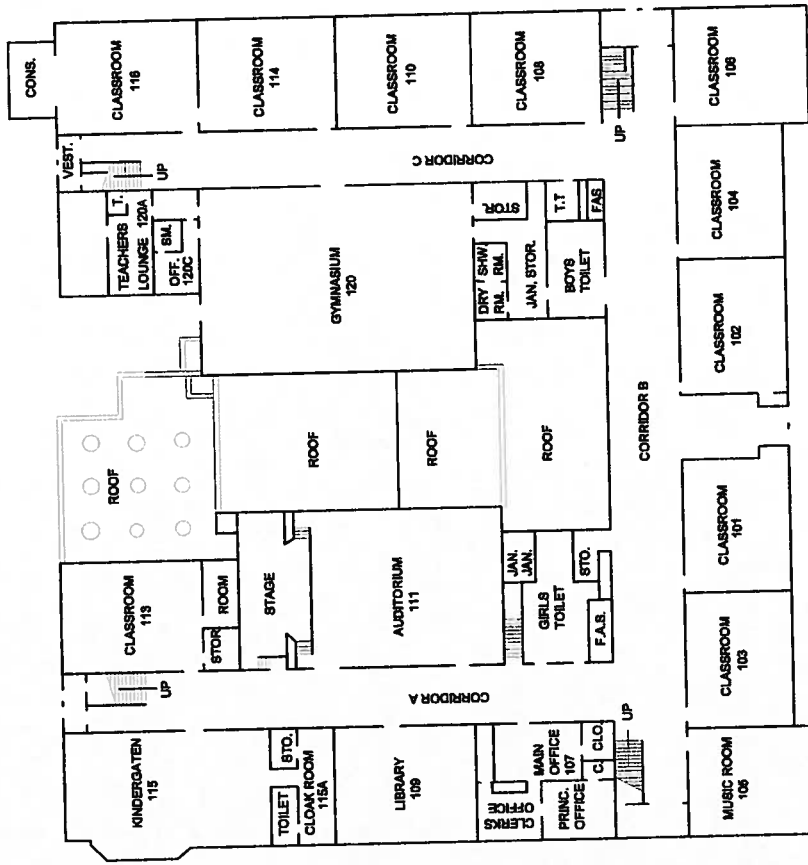 CONS.
CLASSROOM
116
CLASSROOM
114
CLASSROOM
110
CLASSROOM
108
CLASSROOM
106
VEST.
UP
CORRIDOR C
UP
T.
TEACHERS
LOUNGE 120A
SM.
OFF.
120C
GYMNASIUM
120
STOR.
DRY
RM.
SHW.
RM.
JAN. STOR.
T.T
FAS
BOYS
TOILET
CLASSROOM
104
CLASSROOM
102
ROOF
ROOF
ROOF
ROOF
CORRIDOR B
CLASSROOM
113
ROOM
STOR
STAGE
AUDITORIUM
111
JAN.
JAN.
GIRLS
TOILET
STO.
F.A.S.
CLASSROOM
101
CLASSROOM
103
UP
CORRIDOR A
UP
KINDERGATEN
115
STO.
TOILET
CLOAK ROOM
115A
LIBRARY
109
CLERKS
OFFICE
MAIN
OFFICE
107
CLO.
C.
PRINC.
OFFICE
MUSIC ROOM
105